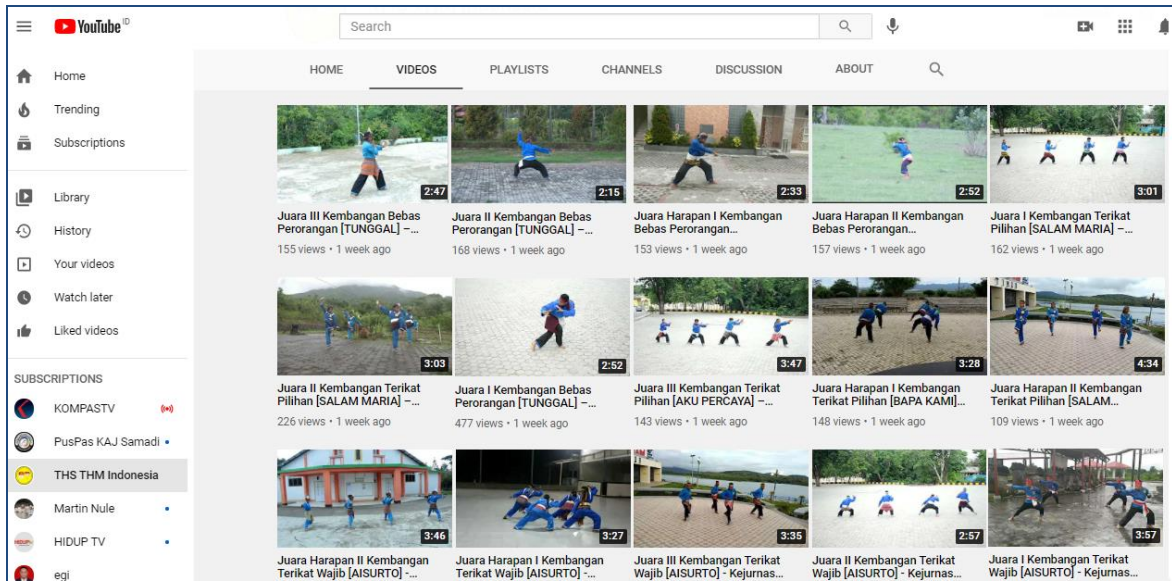 YouTube ID
Search
Home
Trending
Subscriptions
Library
History
Your videos
Watch later
Liked videos
SUBSCRIPTIONS
KOMPASTV
PusPas KAJ Samadi
THS THM Indonesia
Martin Nule
HIDUP TV
egi
HOME VIDEOS PLAYLISTS CHANNELS DISCUSSION ABOUT
2:47
Juara III Kembangan Bebas
Perorangan [TUNGGAL] –...
155 views • 1 week ago
2:15
Juara II Kembangan Bebas
Perorangan [TUNGGAL] –...
168 views • 1 week ago
2:33
Juara Harapan I Kembangan
Bebas Perorangan...
153 views • 1 week ago
2:52
Juara Harapan II Kembangan
Bebas Perorangan...
157 views • 1 week ago
3:01
Juara I Kembangan Terikat
Pilihan [SALAM MARIA] –...
162 views • 1 week ago
3:03
Juara II Kembangan Terikat
Pilihan [SALAM MARIA] –...
226 views • 1 week ago
2:52
Juara I Kembangan Bebas
Perorangan [TUNGGAL] –...
477 views • 1 week ago
3:47
Juara III Kembangan Terikat
Pilihan [AKU PERCAYA] –...
143 views • 1 week ago
3:28
Juara Harapan I Kembangan
Terikat Pilihan [BAPA KAMI]...
148 views • 1 week ago
4:34
Juara Harapan II Kembangan
Terikat Pilihan [SALAM...
109 views • 1 week ago
3:46
Juara Harapan II Kembangan
Terikat Wajib [AISURTO] -...
3:27
Juara Harapan I Kembangan
Terikat Wajib [AISURTO] -...
3:35
Juara III Kembangan Terikat
Wajib [AISURTO] - Kejurnas...
2:57
Juara II Kembangan Terikat
Wajib [AISURTO] - Kejurnas...
3:57
Juara I Kembangan Terikat
Wajib [AISURTO] - Kejurnas...